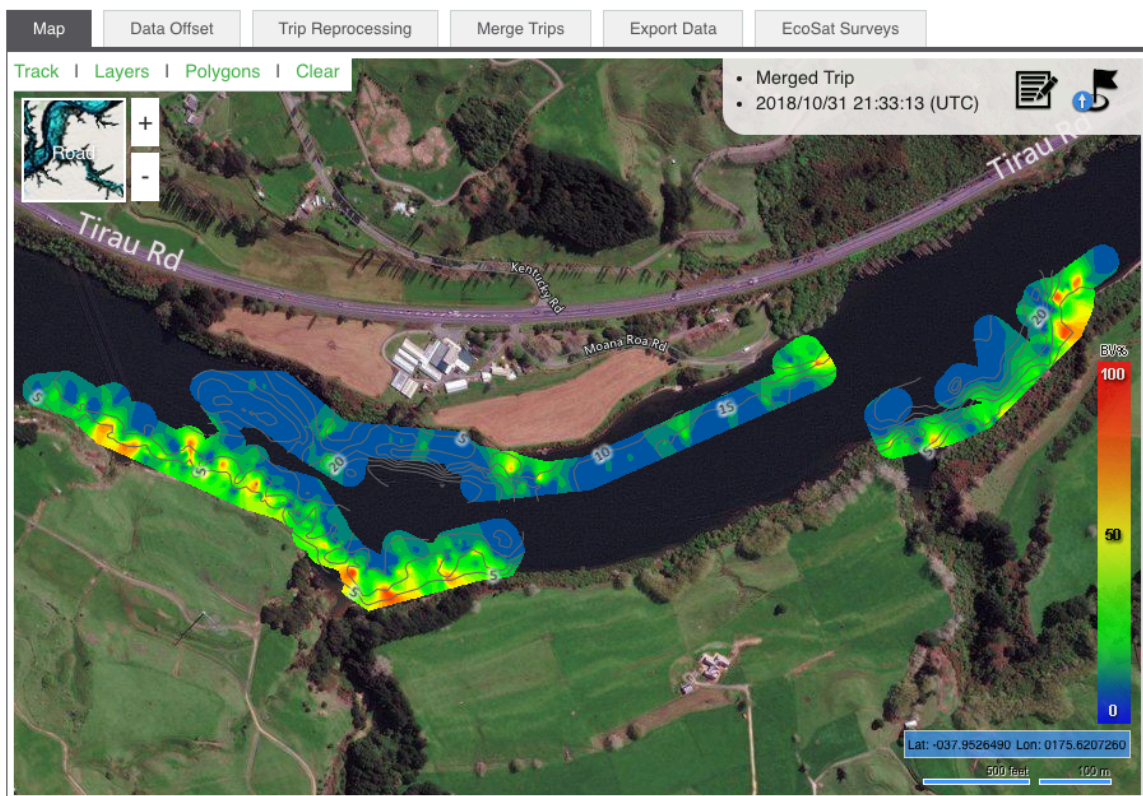 Map
Data Offset
Trip Reprocessing
Merge Trips
Export Data
EcoSat Surveys
Track | Layers | Polygons | Clear
• Merged Trip
• 2018/10/31 21:33:13 (UTC)
Road
+
-
Tirau Rd
Tirau Rd
Kentucky Rd
Moana Roa Rd
20
BV%
100
5
15
5
10
20
5
5
50
5
5
0
Lat: -037.9526490 Lon: 0175.6207260
500 feet
100 m